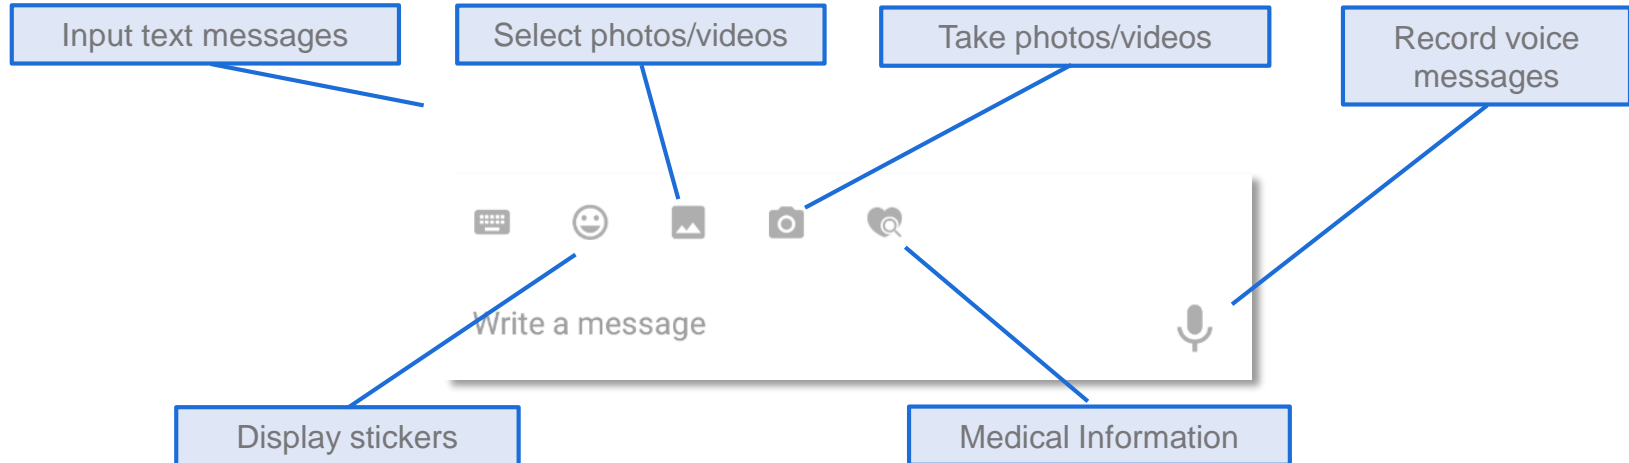 Input text messages
Select photos/videos
Take photos/videos
Record voice
messages
Write a message
Display stickers
Medical Information